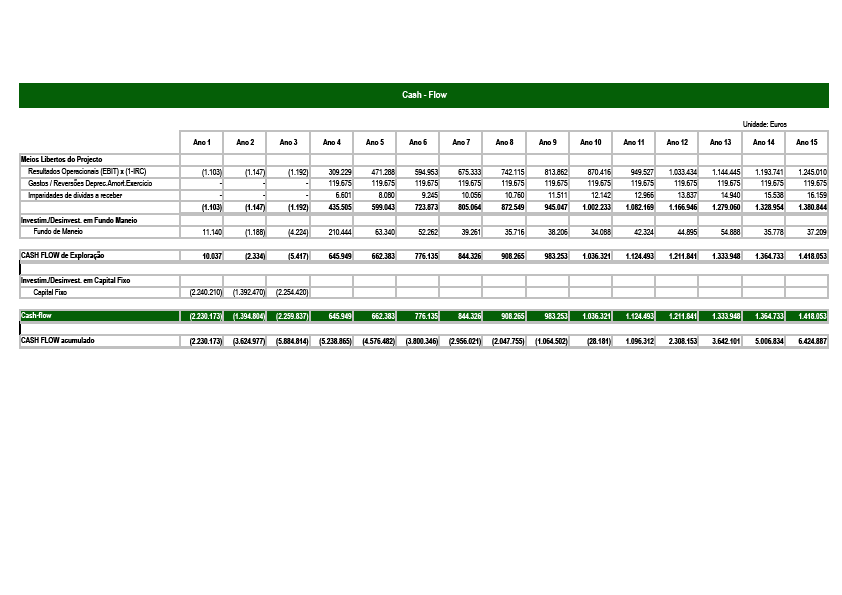 Cash - Flow
Unidade: Euros
Ano 1 Ano 2 Ano 3 Ano 4 Ano 5 Ano 6 Ano 7 Ano 8 Ano 9 Ano 10 Ano 11 Ano 12 Ano 13 Ano 14 Ano 15
Meios Libertos do Projecto
Resultados Operacionais (EBIT) x (1-IRC) (1.103) (1.147) (1.192) 309.229 471.288 594.953 675.333 742.115 813.862 870.416 949.527 1.033.434 1.144.445 1.193.741 1.245.010
Gastos / Reversões Deprec.Amort.Exercício - - - 119.675 119.675 119.675 119.675 119.675 119.675 119.675 119.675 119.675 119.675 119.675 119.675
Imparidades de dividas a receber - - - 6.601 8.080 9.245 10.056 10.760 11.511 12.142 12.966 13.837 14.940 15.538 16.159
(1.103) (1.147) (1.192) 435.505 599.043 723.873 805.064 872.549 945.047 1.002.233 1.082.169 1.166.946 1.279.060 1.328.954 1.380.844
Investim./Desinvest. em Fundo Maneio
Fundo de Maneio 11.140 (1.188) (4.224) 210.444 63.340 52.262 39.261 35.716 38.206 34.088 42.324 44.895 54.888 35.778 37.209
CASH FLOW de Exploração 10.037 (2.334) (5.417) 645.949 662.383 776.135 844.326 908.265 983.253 1.036.321 1.124.493 1.211.841 1.333.948 1.364.733 1.418.053
Investim./Desinvest. em Capital Fixo
Capital Fixo (2.240.210) (1.392.470) (2.254.420)
Cash-flow (2.230.173) (1.394.804) (2.259.837) 645.949 662.383 776.135 844.326 908.265 983.253 1.036.321 1.124.493 1.211.841 1.333.948 1.364.733 1.418.053
CASH FLOW acumulado (2.230.173) (3.624.977) (5.884.814) (5.238.865) (4.576.482) (3.800.346) (2.956.021) (2.047.755) (1.064.502) (28.181) 1.096.312 2.308.153 3.642.101 5.006.834 6.424.887